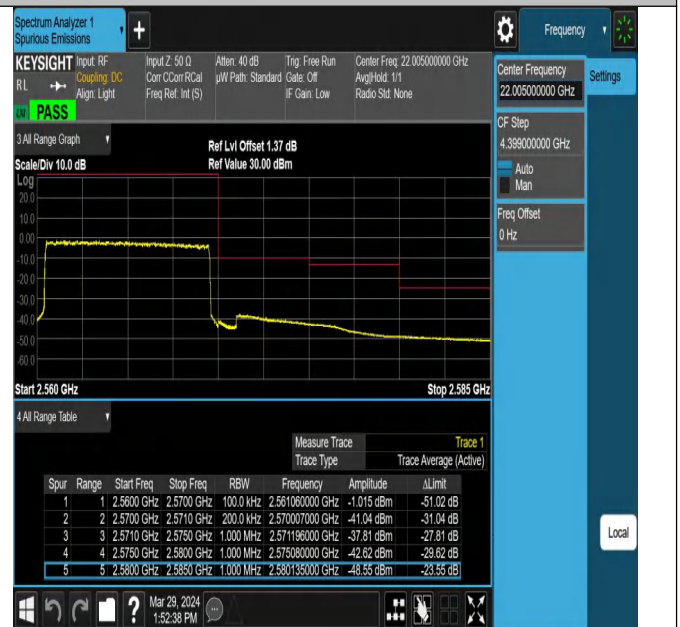 Spectrum Analyzer 1
Spurious Emissions
+
Frequency
KEYSIGHT Input: RF Input Z: 50 Ω Atten: 40 dB Trig: Free Run Center Freq: 22.005000000 GHz
RL Coupling: DC Corr CCorr RCal µW Path: Standard Gate: Off Avg|Hold: 1/1
Align: Light Freq Ref: Int (S) IF Gain: Low Radio Std: None
PASS
Center Frequency
22.005000000 GHz
Settings
CF Step
4.399000000 GHz
Auto
Man
Freq Offset
0 Hz
3 All Range Graph
Ref Lvl Offset 1.37 dB
Scale/Div 10.0 dB Ref Value 30.00 dBm
Log
20.0
10.0
0.00
-10.0
-20.0
-30.0
-40.0
-50.0
-60.0
Start 2.560 GHz Stop 2.585 GHz
4 All Range Table
Measure Trace Trace 1
Trace Type Trace Average (Active)
Spur Range Start Freq Stop Freq RBW Frequency Amplitude ΔLimit
1 1 2.5600 GHz 2.5700 GHz 100.0 kHz 2.561060000 GHz -1.015 dBm -51.02 dB
2 2 2.5700 GHz 2.5710 GHz 200.0 kHz 2.570007000 GHz -41.04 dBm -31.04 dB
3 3 2.5710 GHz 2.5750 GHz 1.000 MHz 2.571196000 GHz -37.81 dBm -27.81 dB
4 4 2.5750 GHz 2.5800 GHz 1.000 MHz 2.575080000 GHz -42.62 dBm -29.62 dB
5 5 2.5800 GHz 2.5850 GHz 1.000 MHz 2.580135000 GHz -48.55 dBm -23.55 dB
Local
? Mar 29, 2024
1:52:38 PM